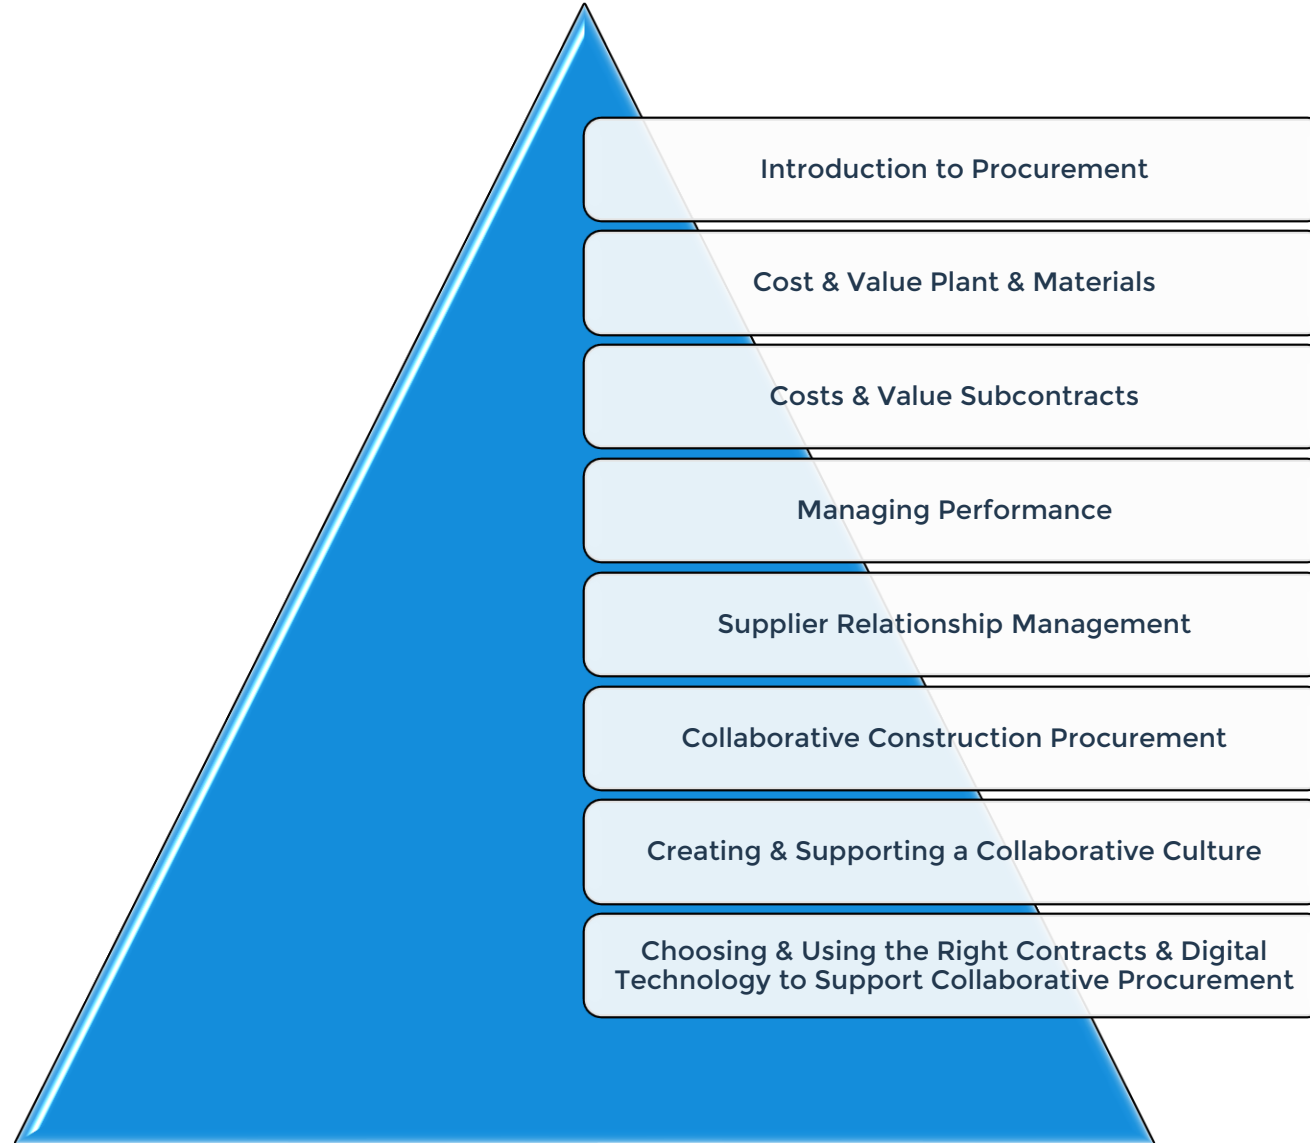 Introduction to Procurement
Cost & Value Plant & Materials
Costs & Value Subcontracts
Managing Performance
Supplier Relationship Management
Collaborative Construction Procurement
Creating & Supporting a Collaborative Culture
Choosing & Using the Right Contracts & Digital
Technology to Support Collaborative Procurement